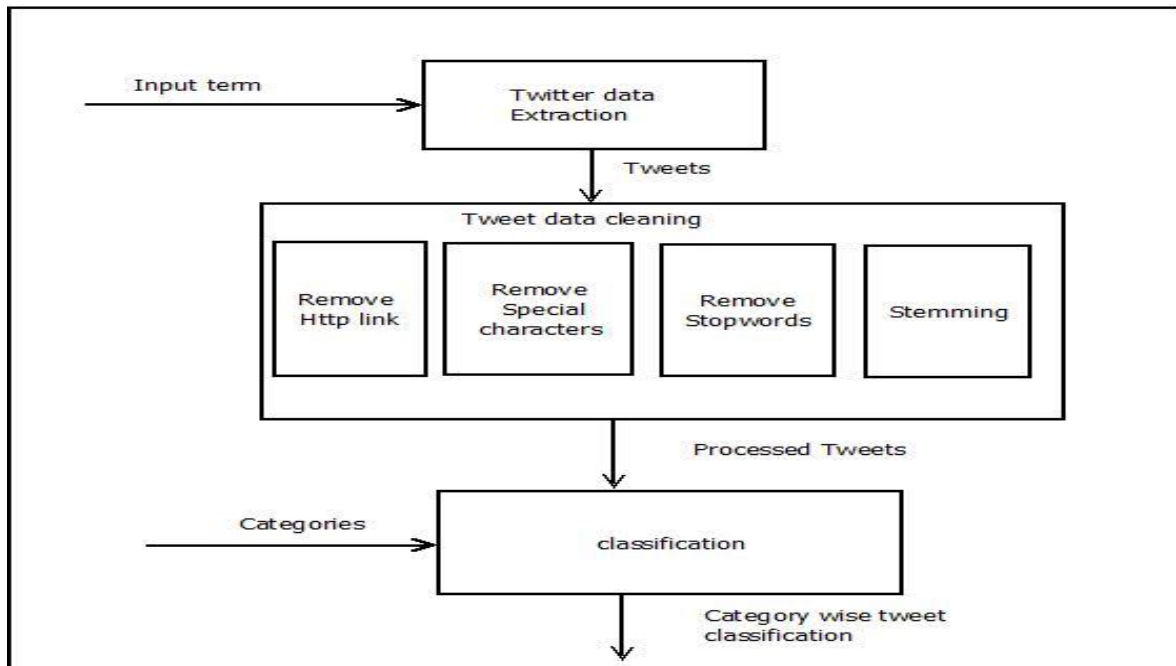 Input term
Twitter data
Extraction
Tweets
Tweet data cleaning
Remove
Http link
Remove
Special
characters
Remove
Stopwords
Stemming
Processed Tweets
Categories
classification
Category wise tweet
classification